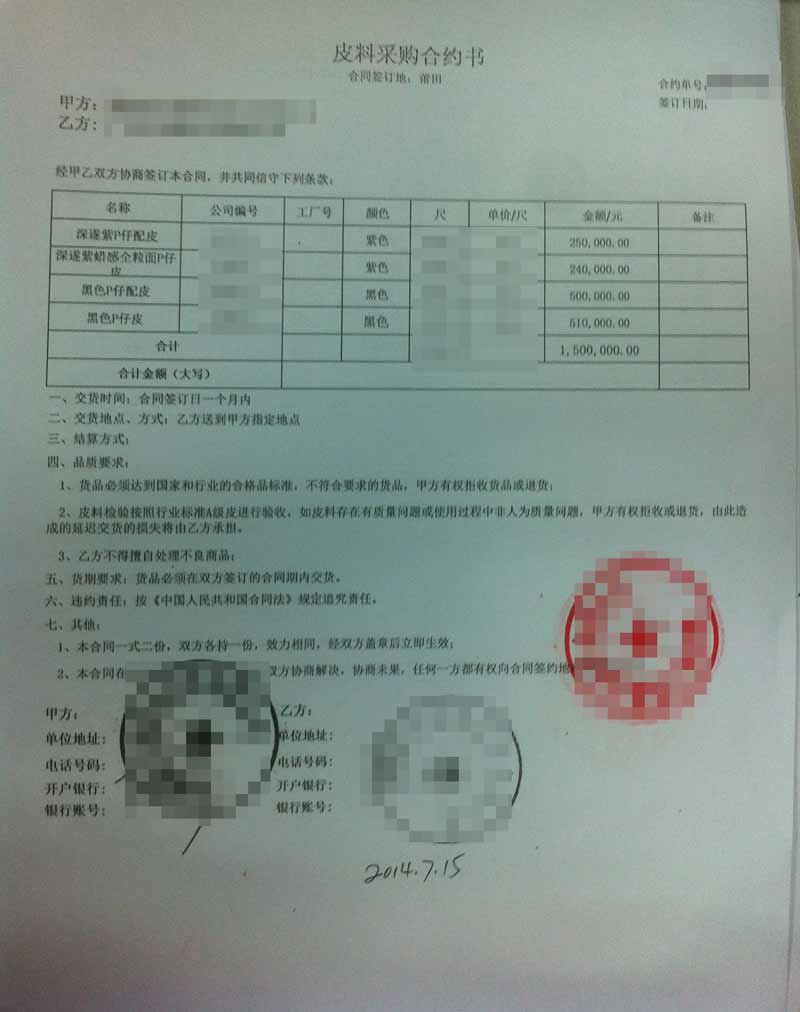 皮料采购合约书
合同签订地：莆田
合约单号：
签订日期：
甲方：
乙方：
经甲乙双方协商签订本合同，并共同信守下列条款：
名称 公司编号 工厂号 颜色 尺 单价/尺 金额/元 备注
深邃紫P仔配皮 紫色 250,000.00
深邃紫蜡感全粒面P仔皮 紫色 240,000.00
黑色P仔配皮 黑色 500,000.00
黑色P仔皮 黑色 510,000.00
合计 1,500,000.00
合计金额（大写）
一、交货时间：合同签订日一个月内
二、交货地点、方式：乙方送到甲方指定地点
三、结算方式：
四、品质要求：
1、货品必须达到国家和行业的合格品标准，不符合要求的货品，甲方有权拒收货品或退货；
2、皮料检验按照行业标准A级皮进行验收，如皮料存在有质量问题或使用过程中非人为质量问题，甲方有权拒收或退货，由此造
成的延迟交货的损失将由乙方承担。
3、乙方不得擅自处理不良商品；
五、货期要求：货品必须在双方签订的合同期内交货。
六、违约责任：按《中国人民共和国合同法》规定追究责任。
七、其他：
1、本合同一式二份，双方各持一份，效力相同，经双方盖章后立即生效；
2、本合同在 双方协商解决，协商未果，任何一方都有权向合同签约地
甲方： 乙方：
单位地址： 单位地址：
电话号码： 电话号码：
开户银行： 开户银行：
银行账号： 银行账号：
2014.7.15